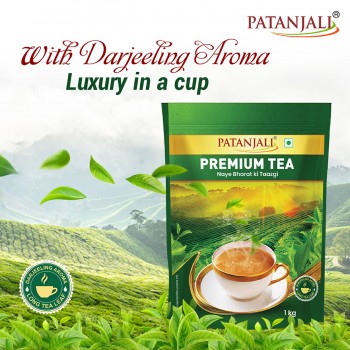 PATANJALI®
With Darjeeling Aroma
Luxury in a cup
PATANJALI
PREMIUM TEA
Naye Bharat ki Taazgi
DARJEELING AROMA
LONG TEA LEAF
1 kg